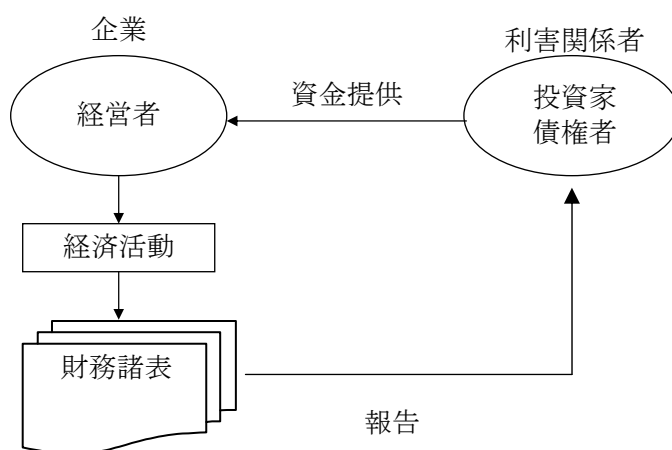 企業
利害関係者
経営者
資金提供
投資家
債権者
経済活動
財務諸表
報告